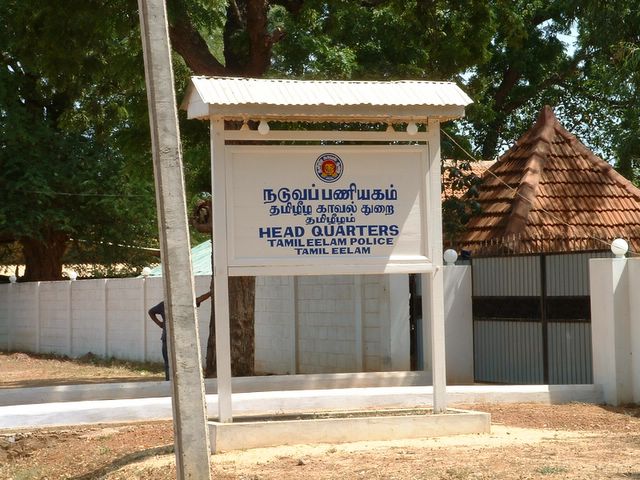 நடுவப்பணியகம்
தமிழீழ காவல் துறை
தமிழீழம்
HEAD QUARTERS
TAMILEELAM POLICE
TAMIL EELAM